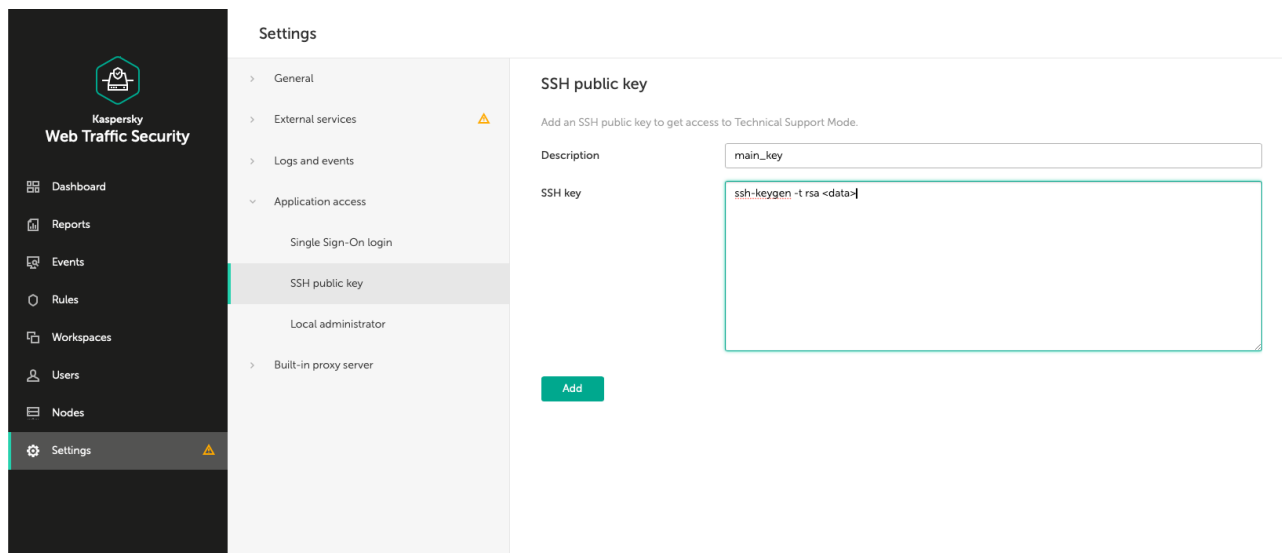 Kaspersky
Web Traffic Security
Dashboard
Reports
Events
Rules
Workspaces
Users
Nodes
Settings
Settings
General
External services
Logs and events
Application access
Single Sign-On login
SSH public key
Local administrator
Built-in proxy server
SSH public key
Add an SSH public key to get access to Technical Support Mode.
Description main_key
SSH key ssh-keygen -t rsa <data>
Add